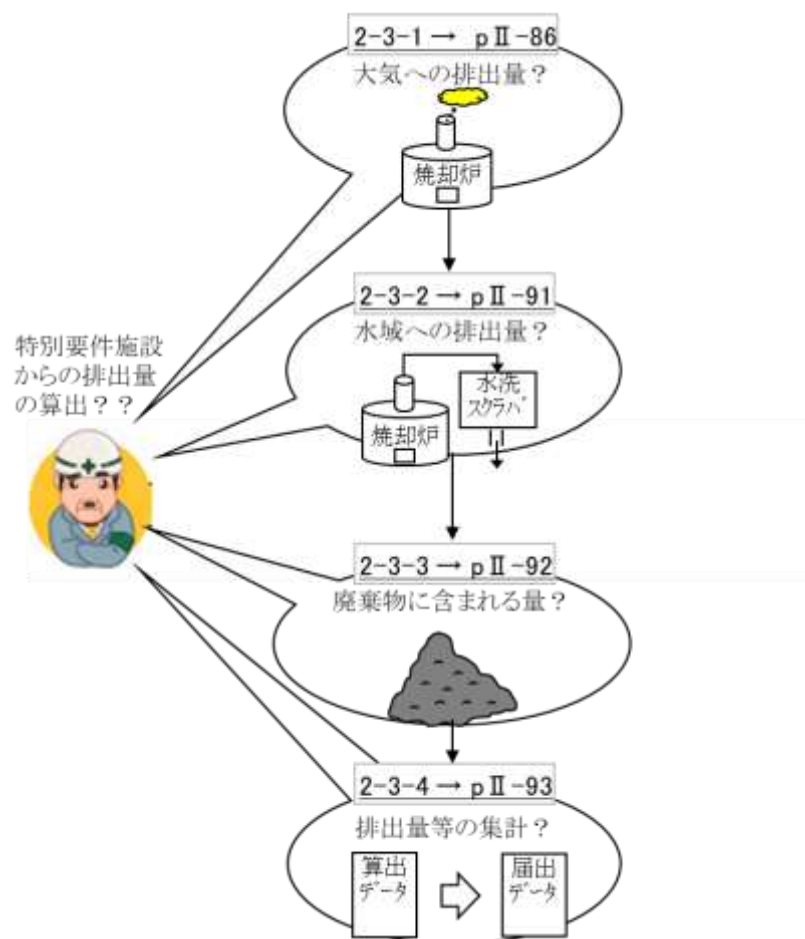 2-3-1 → pⅡ-86
大気への排出量？
焼却炉
2-3-2 → pⅡ-91
水域への排出量？
水洗
スクラバ
焼却炉
特別要件施設
からの排出量
の算出？？
2-3-3 → pⅡ-92
廃棄物に含まれる量？
2-3-4 → pⅡ-93
排出量等の集計？
算出
データ
届出
データ